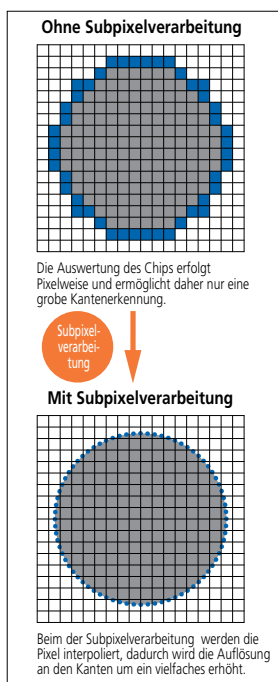 Ohne Subpixelverarbeitung
Die Auswertung des Chips erfolgt
Pixelweise und ermöglicht daher nur eine
grobe Kantenerkennung.
Subpixel-
verarbei-
tung
Mit Subpixelverarbeitung
Beim der Subpixelverarbeitung werden die
Pixel interpoliert, dadurch wird die Auflösung
an den Kanten um ein vielfaches erhöht.